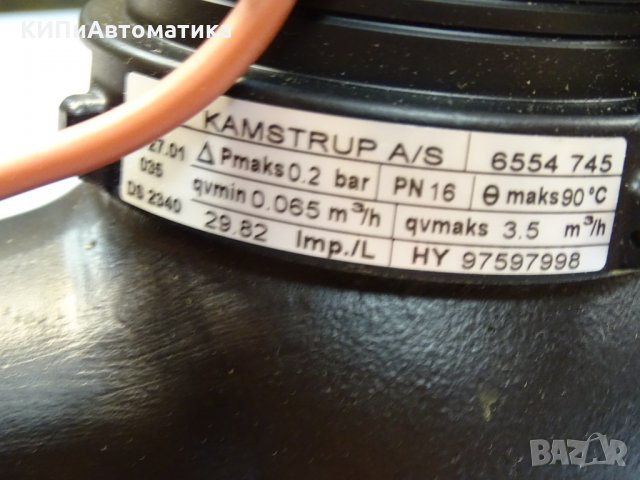 КИПиАвтоматика
KAMSTRUP A/S 6554 745
27.01 Δ Pmaks 0.2 bar PN 16 Θ maks 90 °C
035
qvmin 0.065 m³/h qvmaks 3.5 m³/h
DS 2340
29.82 Imp./L HY 97597998
BAZAR